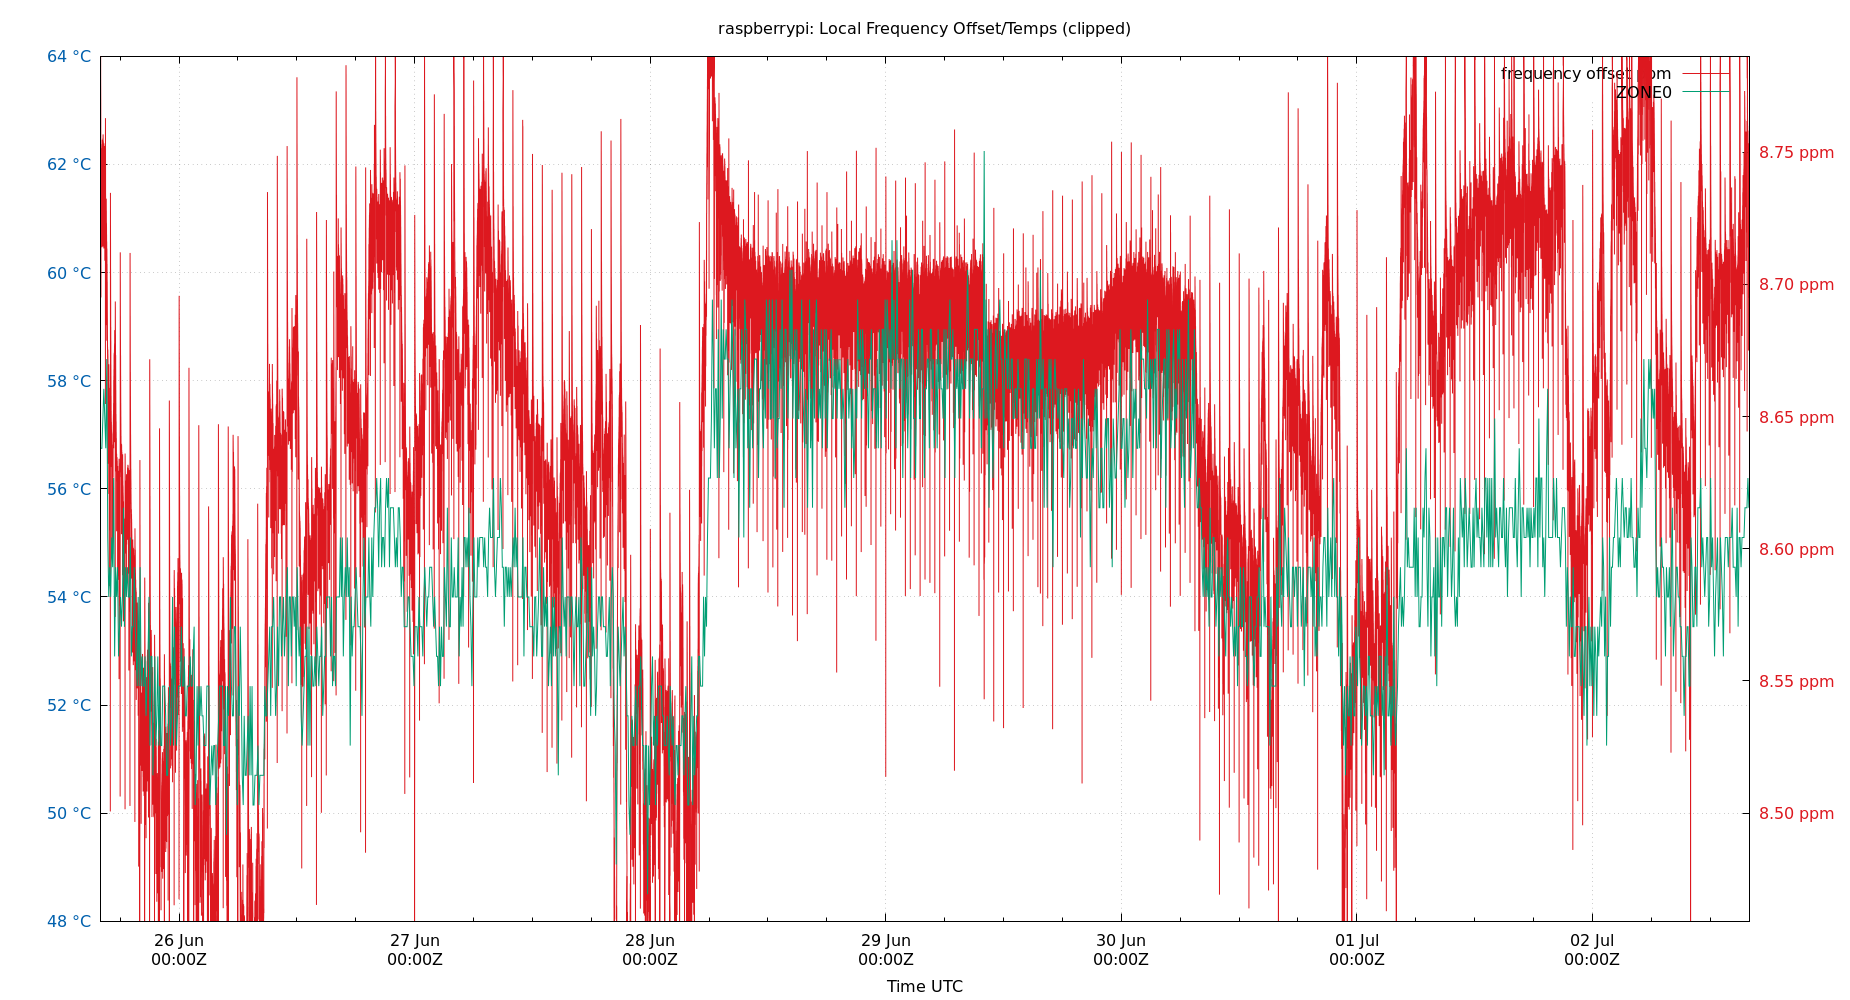 raspberrypi: Local Frequency Offset/Temps (clipped)
64 °C
62 °C
60 °C
58 °C
56 °C
54 °C
52 °C
50 °C
48 °C
frequency offset
ZONE0
8.75 ppm
8.70 ppm
8.65 ppm
8.60 ppm
8.55 ppm
8.50 ppm
26 Jun
00:00Z
27 Jun
00:00Z
28 Jun
00:00Z
29 Jun
00:00Z
30 Jun
00:00Z
01 Jul
00:00Z
02 Jul
00:00Z
Time UTC